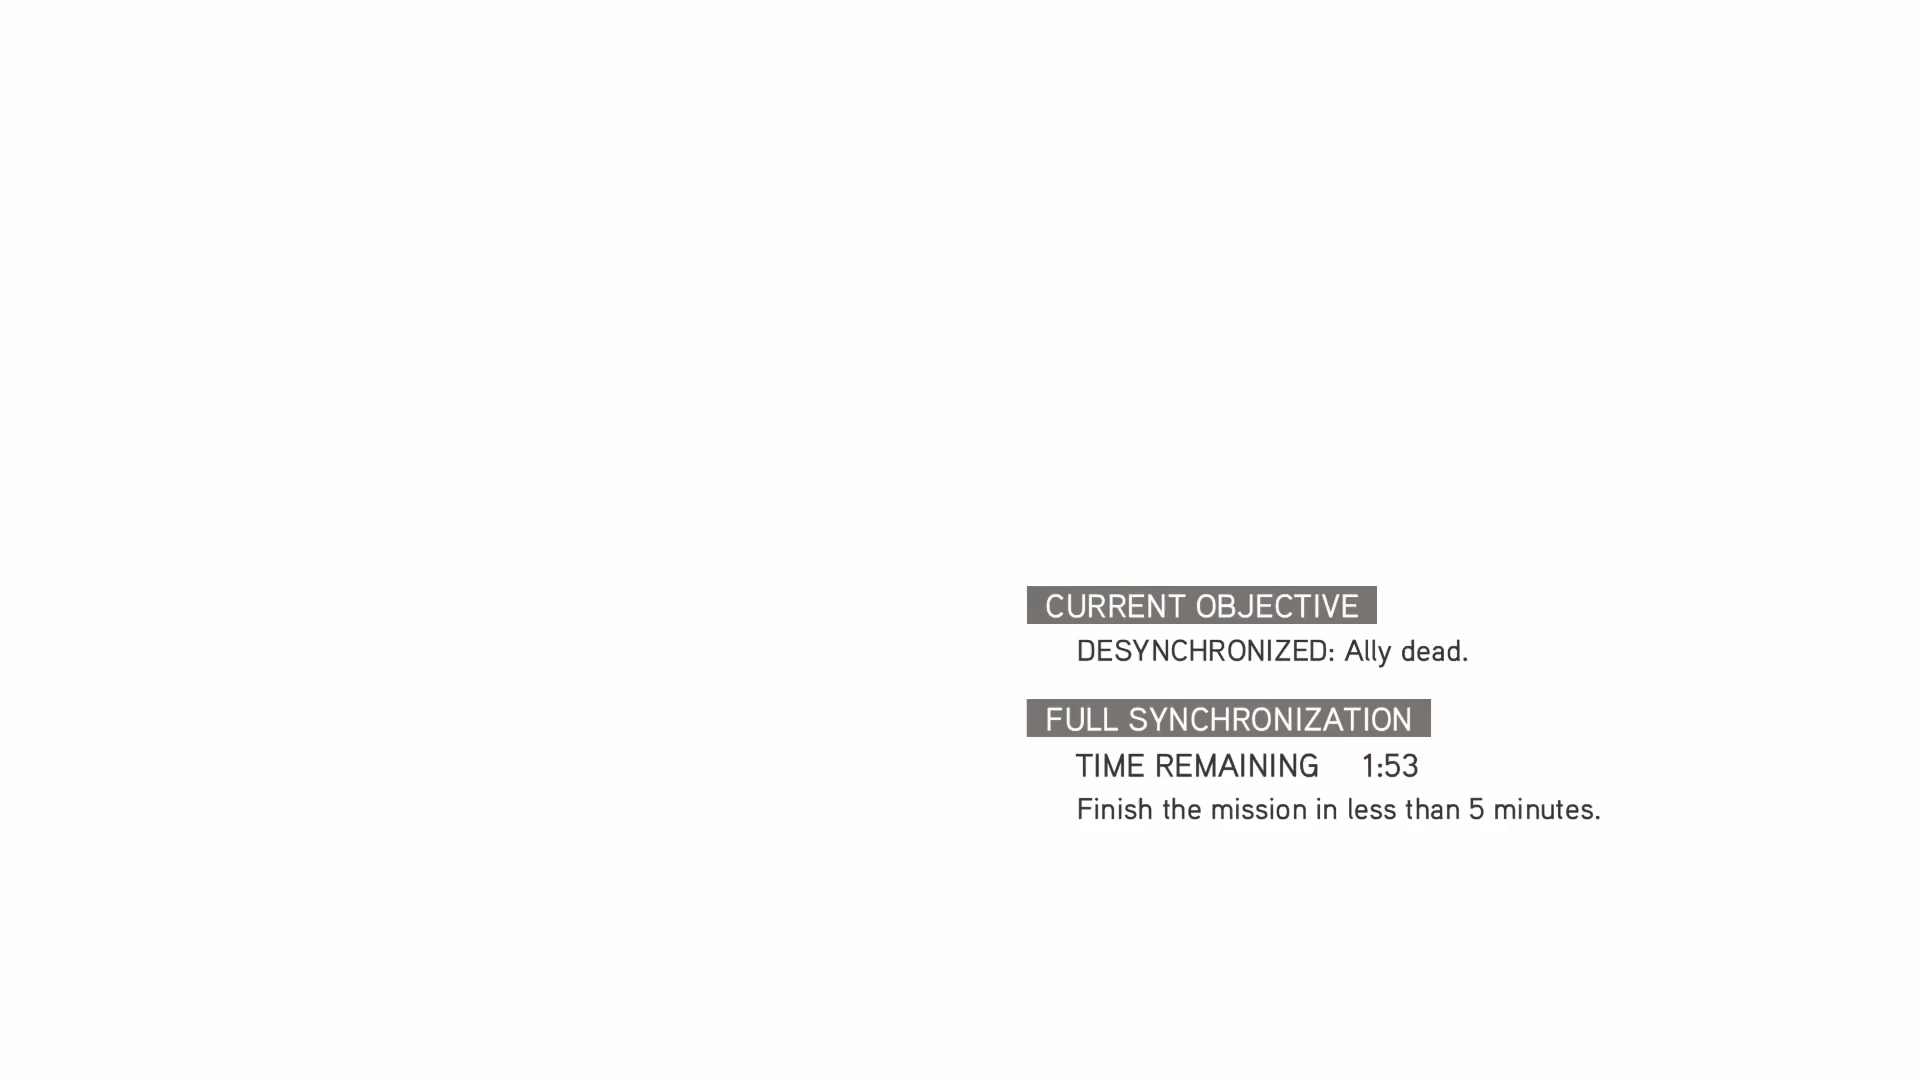 CURRENT OBJECTIVE
DESYNCHRONIZED: Ally dead.
FULL SYNCHRONIZATION
TIME REMAINING 1:53
Finish the mission in less than 5 minutes.